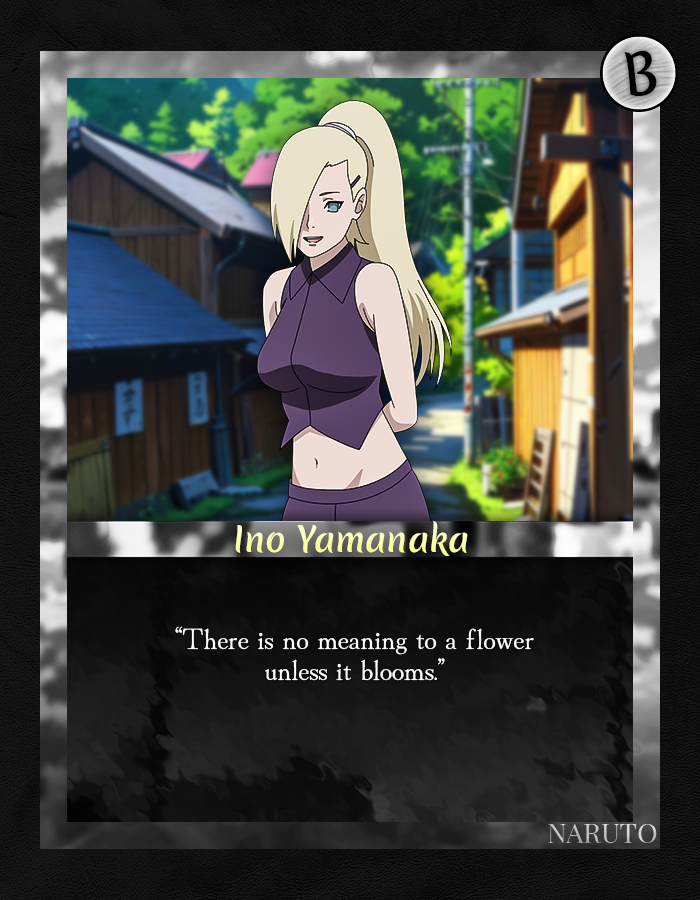 B
Ino Yamanaka
“There is no meaning to a flower
unless it blooms.”
NARUTO